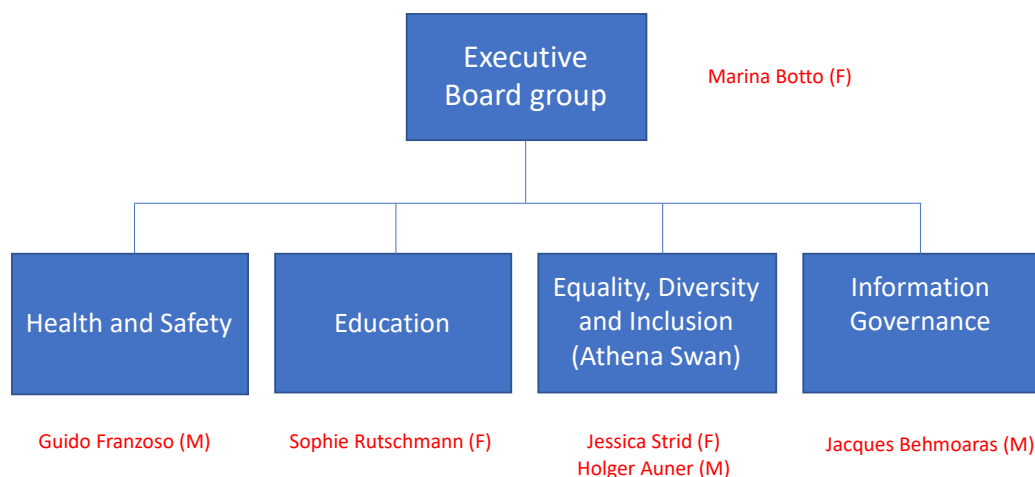 Executive
Board group
Marina Botto (F)
Health and Safety
Education
Equality, Diversity
and Inclusion
(Athena Swan)
Information
Governance
Guido Franzoso (M)
Sophie Rutschmann (F)
Jessica Strid (F)
Holger Auner (M)
Jacques Behmoaras (M)